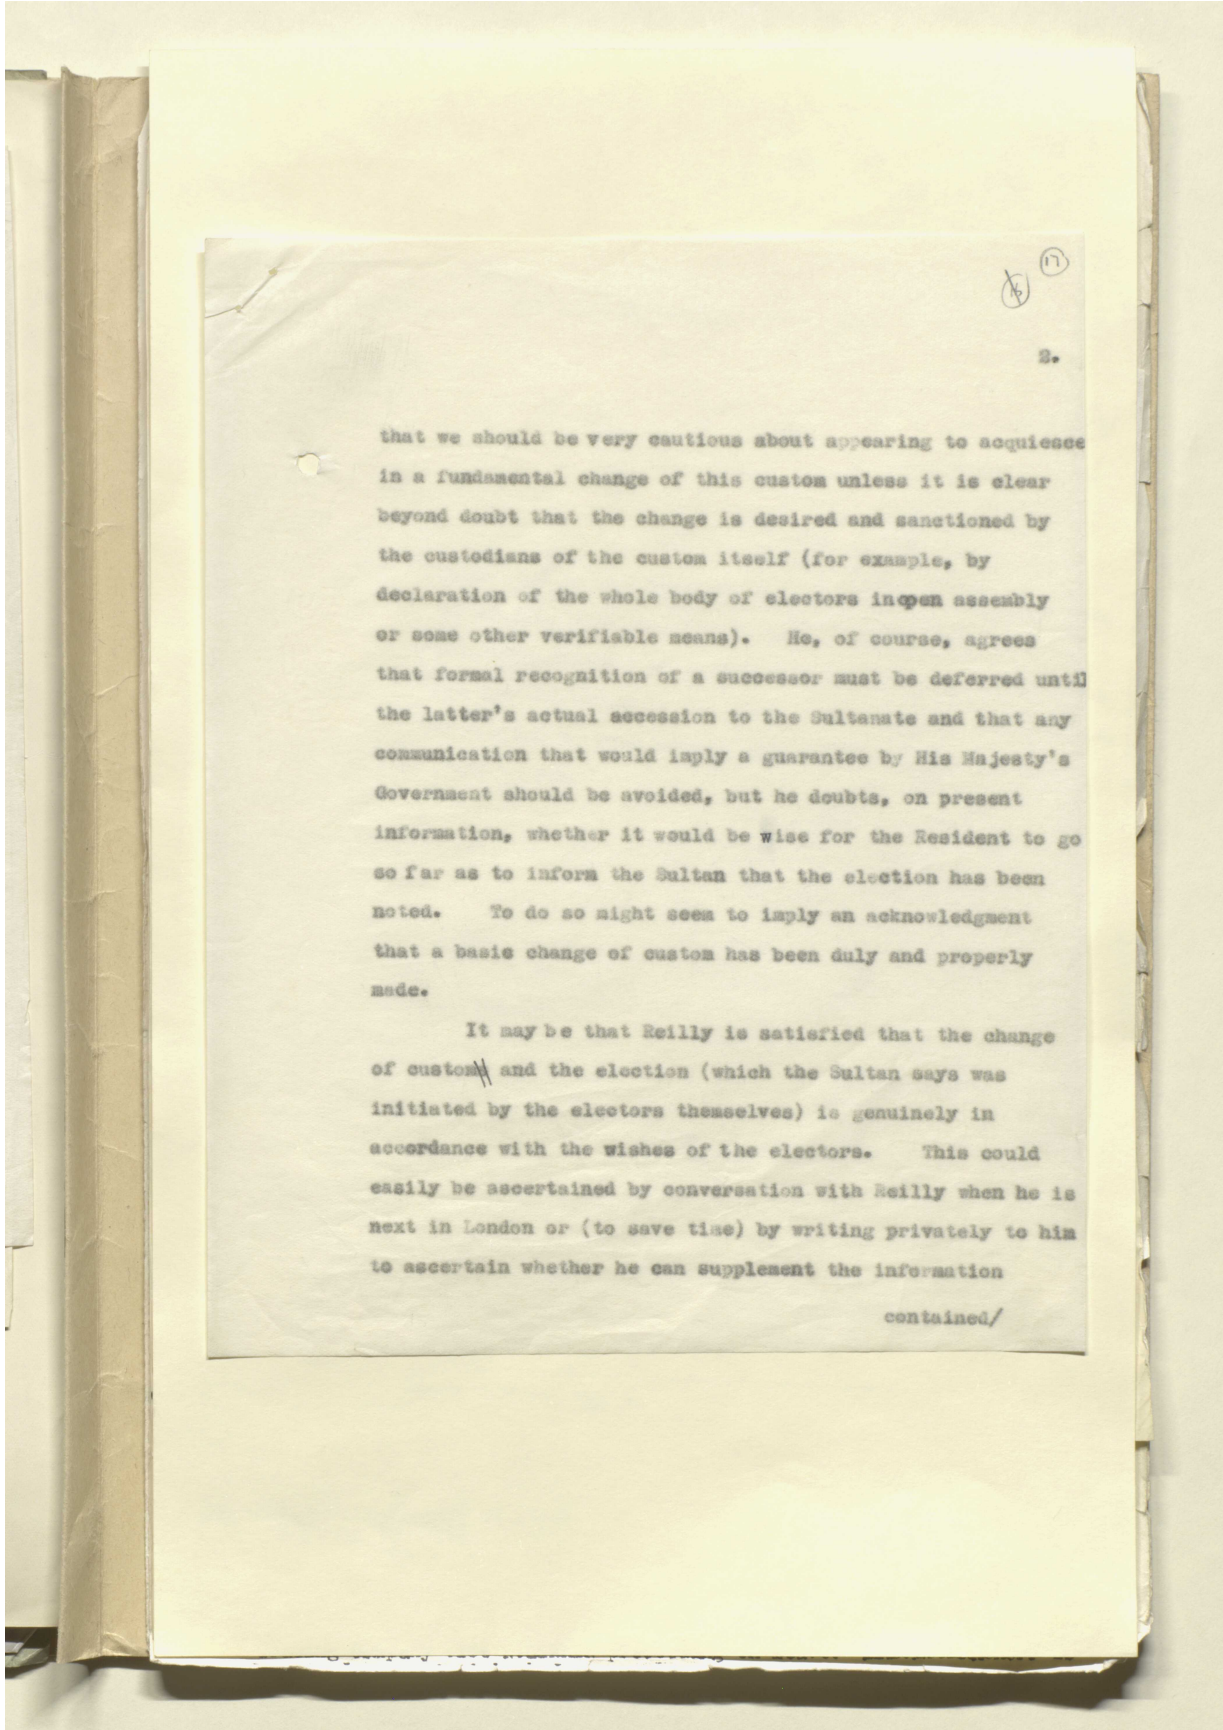 17
16
2.
that we should be very cautious about appearing to acquiesce
in a fundamental change of this custom unless it is clear
beyond doubt that the change is desired and sanctioned by
the custodians of the custom itself (for example, by
declaration of the whole body of electors in open assembly
or some other verifiable means). He, of course, agrees
that formal recognition of a successor must be deferred until
the latter's actual accession to the Sultanate and that any
communication that would imply a guarantee by His Majesty's
Government should be avoided, but he doubts, on present
information, whether it would be wise for the Resident to go
so far as to inform the Sultan that the election has been
noted. To do so might seem to imply an acknowledgment
that a basic change of custom has been duly and properly
made.
It may be that Reilly is satisfied that the change
of custom and the election (which the Sultan says was
initiated by the electors themselves) is genuinely in
accordance with the wishes of the electors. This could
easily be ascertained by conversation with Reilly when he is
next in London or (to save time) by writing privately to him
to ascertain whether he can supplement the information
contained/